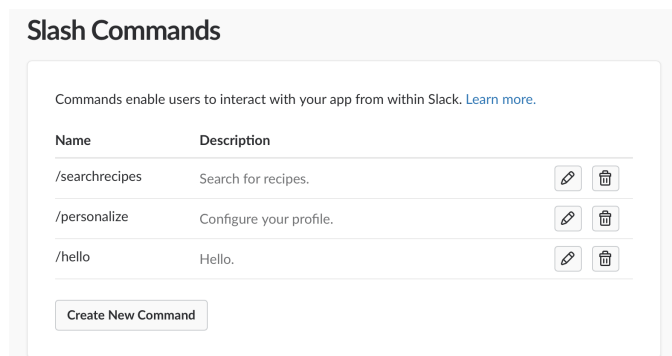 Slash Commands
Commands enable users to interact with your app from within Slack. Learn more.
Name Description
/searchrecipes Search for recipes.
/personalize Configure your profile.
/hello Hello.
Create New Command